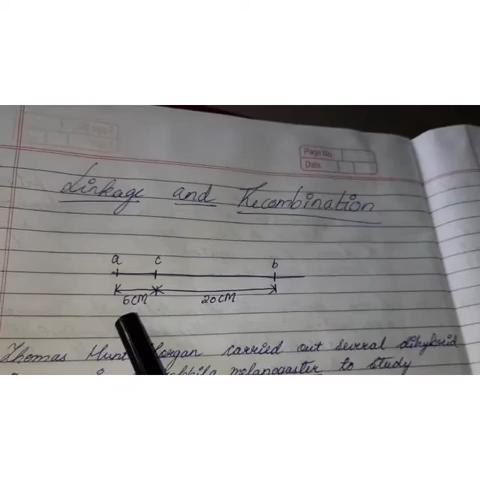 Page No.
Date
Linkage and Recombination
a c b
5CM 20CM
Thomas Hunt Morgan carried out several dihybrid
melanogaster to study